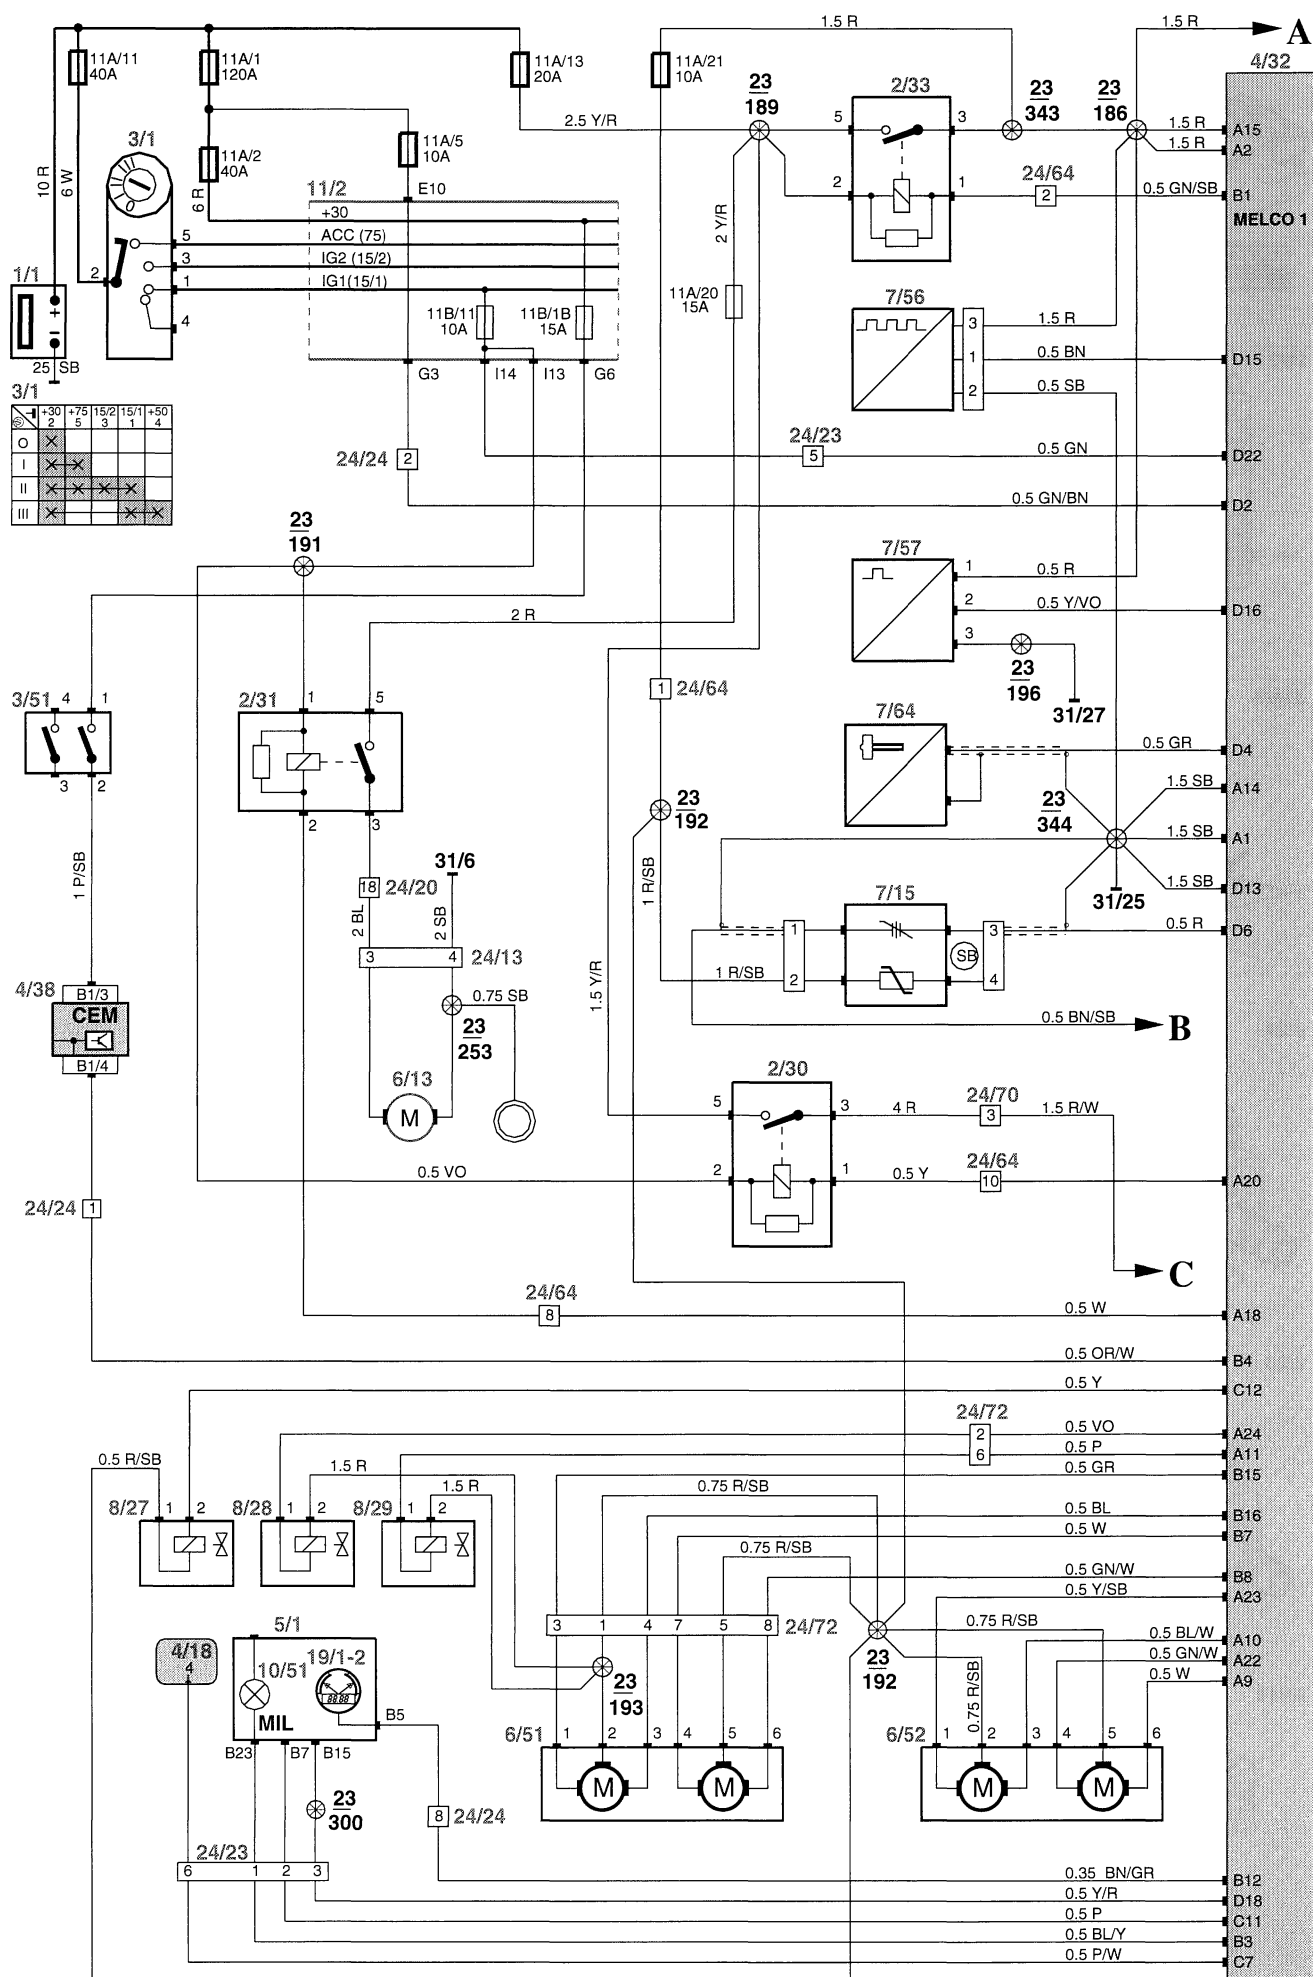 1.5 R
1.5 R
A
11A/11
40A
11A/1
120A
11A/13
20A
11A/21
10A
4/32
23
189
2/33
23
343
23
186
3/1
11A/2
40A
11A/5
10A
2.5 Y/R
5
3
1.5 R
A15
1.5 R
A2
10 R
6 W
6 R
0
11/2
E10
2
1
24/64
2
0.5 GN/SB
B1
MELCO 1
+30
ACC (75)
IG2 (15/2)
IG1(15/1)
5
3
1
4
2
2 Y/R
1/1
+
–
25
SB
11B/11
10A
11B/1B
15A
11A/20
15A
7/56
3
1
2
1.5 R
0.5 BN
D15
0.5 SB
G3
I14
I13
G6
3/1
+30
+75
15/2
15/1
+50
2
5
3
1
4
O
I
II
III
24/24
2
24/23
5
0.5 GN
D22
0.5 GN/BN
D2
23
191
7/57
1
0.5 R
2
0.5 Y/VO
D16
3
23
196
31/27
2 R
3/51
4
1
3
2
2/31
1
5
2
3
1
24/64
7/64
0.5 GR
D4
1.5 SB
A14
23
344
1.5 SB
A1
1.5 SB
D13
31/25
23
192
1 P/SB
1 R/SB
31/6
18
24/20
2 BL
2 SB
7/15
1
2
3
4
SB
0.5 R
D6
3
4
24/13
1 R/SB
1.5 Y/R
4/38
B1/3
CEM
B1/4
0.75 SB
23
253
0.5 BN/SB
B
6/13
M
2/30
5
3
4 R
24/70
3
1.5 R/W
0.5 VO
2
1
0.5 Y
24/64
10
A20
24/24
1
C
24/64
8
0.5 W
A18
0.5 OR/W
B4
0.5 Y
C12
24/72
2
6
0.5 VO
A24
0.5 P
A11
0.5 GR
B15
0.5 R/SB
1.5 R
1.5 R
0.75 R/SB
8/27
1
2
8/28
1
2
8/29
1
2
0.5 BL
B16
0.5 W
B7
0.75 R/SB
0.5 GN/W
B8
0.5 Y/SB
A23
3
1
4
7
5
8
24/72
0.75 R/SB
0.5 BL/W
A10
0.5 GN/W
A22
0.5 W
A9
23
192
0.75 R/SB
5/1
4/18
4
10/51
19/1-2
88.88
MIL
B5
B23
B7
B15
23
193
6/51
1
2
3
4
5
6
M
M
6/52
1
2
3
4
5
6
M
M
23
300
8
24/24
24/23
6
1
2
3
0.35 BN/GR
B12
0.5 Y/R
D18
0.5 P
C11
0.5 BL/Y
B3
0.5 P/W
C7